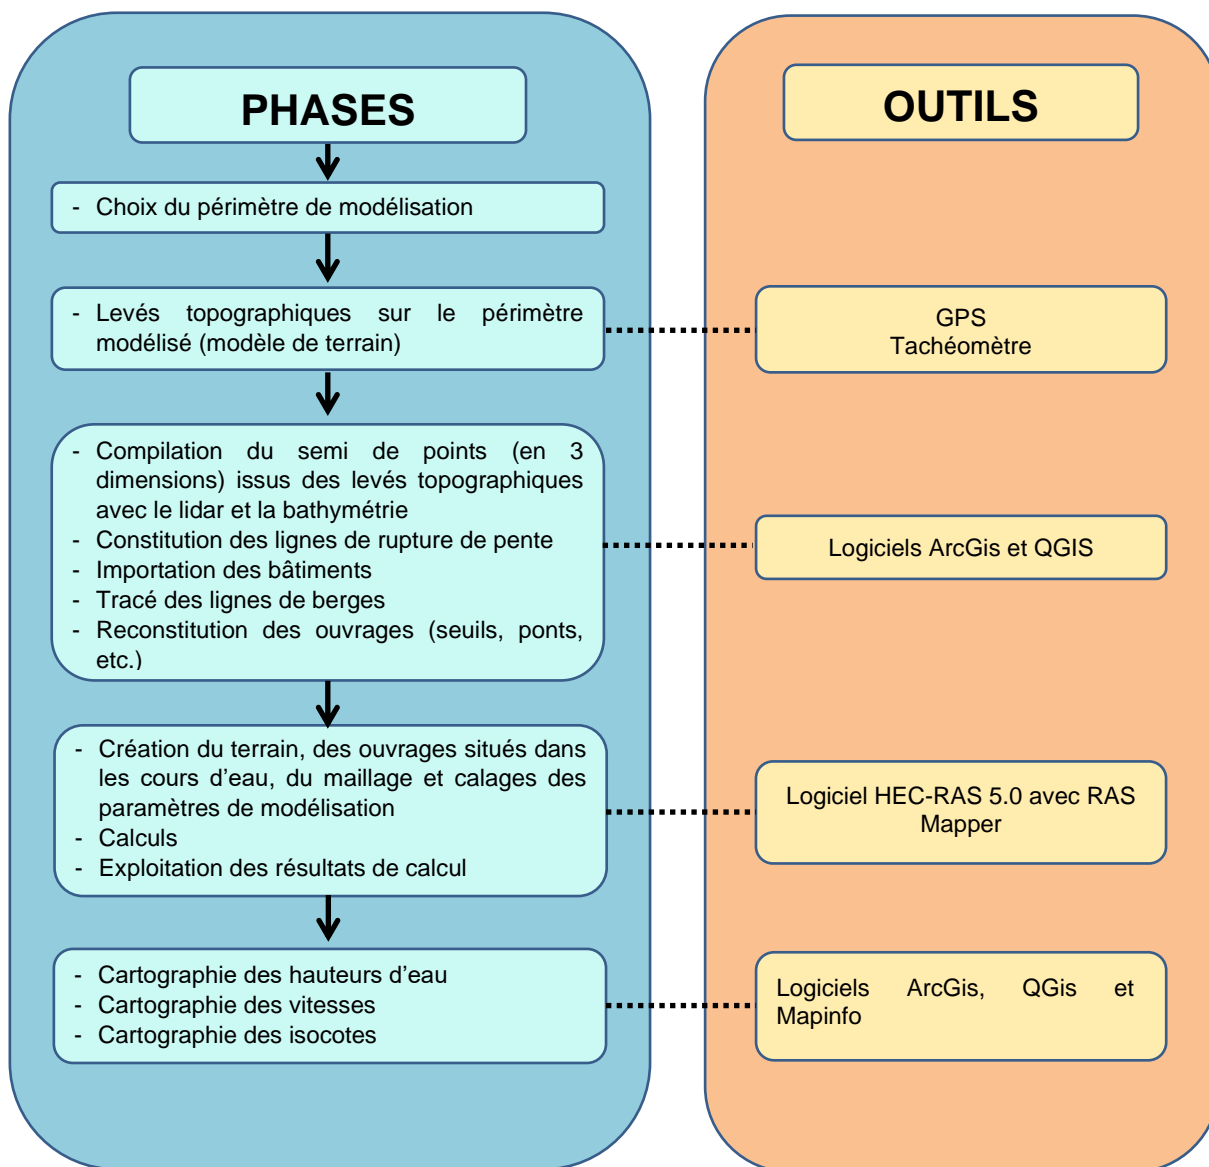 PHASES
- Choix du périmètre de modélisation
- Levés topographiques sur le périmètre
modélisé (modèle de terrain)
- Compilation du semi de points (en 3
dimensions) issus des levés topographiques
avec le lidar et la bathymétrie
- Constitution des lignes de rupture de pente
- Importation des bâtiments
- Tracé des lignes de berges
- Reconstitution des ouvrages (seuils, ponts,
etc.)
- Création du terrain, des ouvrages situés dans
les cours d’eau, du maillage et calages des
paramètres de modélisation
- Calculs
- Exploitation des résultats de calcul
- Cartographie des hauteurs d’eau
- Cartographie des vitesses
- Cartographie des isocotes
OUTILS
GPS
Tachéomètre
Logiciels ArcGis et QGIS
Logiciel HEC-RAS 5.0 avec RAS
Mapper
Logiciels ArcGis, QGis et
Mapinfo